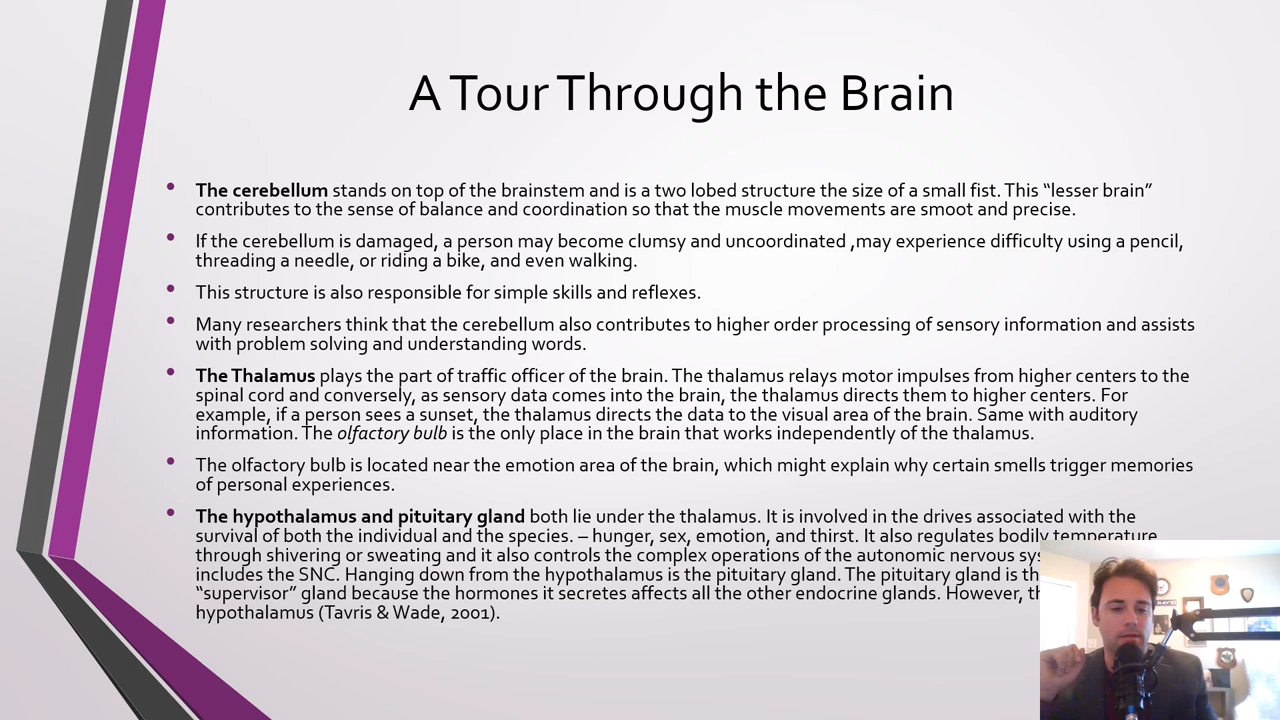 A Tour Through the Brain
• The cerebellum stands on top of the brainstem and is a two lobed structure the size of a small fist. This “lesser brain”
contributes to the sense of balance and coordination so that the muscle movements are smoot and precise.
• If the cerebellum is damaged, a person may become clumsy and uncoordinated ,may experience difficulty using a pencil,
threading a needle, or riding a bike, and even walking.
• This structure is also responsible for simple skills and reflexes.
• Many researchers think that the cerebellum also contributes to higher order processing of sensory information and assists
with problem solving and understanding words.
• The Thalamus plays the part of traffic officer of the brain. The thalamus relays motor impulses from higher centers to the
spinal cord and conversely, as sensory data comes into the brain, the thalamus directs them to higher centers. For
example, if a person sees a sunset, the thalamus directs the data to the visual area of the brain. Same with auditory
information. The olfactory bulb is the only place in the brain that works independently of the thalamus.
• The olfactory bulb is located near the emotion area of the brain, which might explain why certain smells trigger memories
of personal experiences.
• The hypothalamus and pituitary gland both lie under the thalamus. It is involved in the drives associated with the
survival of both the individual and the species. – hunger, sex, emotion, and thirst. It also regulates bodily temperature
through shivering or sweating and it also controls the complex operations of the autonomic nervous
includes the SNC. Hanging down from the hypothalamus is the pituitary gland. The pituitary gland is
“supervisor” gland because the hormones it secretes affects all the other endocrine glands. However,
hypothalamus (Tavris & Wade, 2001).